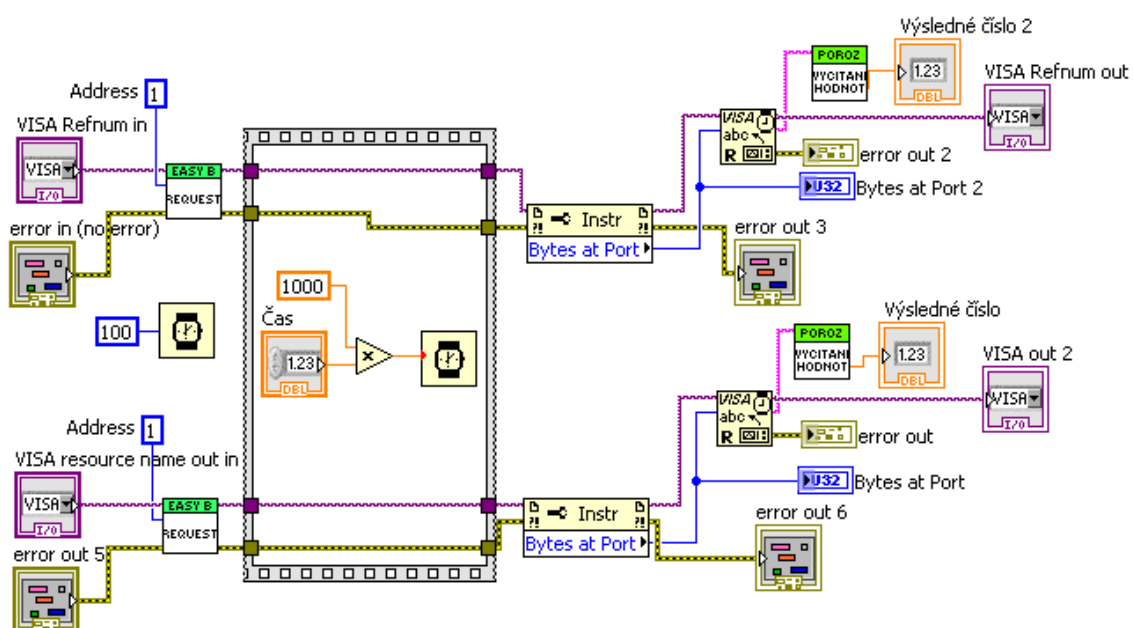 Výsledné číslo 2
POROZ
VYCITANI
HODNOT
1.23
DBL
VISA Refnum out
VISA
I/O
Address 1
VISA Refnum in
VISA
I/O
EASY B
REQUEST
VISA
abc
R
error out 2
U32 Bytes at Port 2
error in (no error)
Instr
Bytes at Port
error out 3
1000
Čas
1.23
DBL
x
100
Výsledné číslo
POROZ
VYCITANI
HODNOT
1.23
DBL
VISA out 2
VISA
I/O
Address 1
VISA resource name out in
VISA
I/O
EASY B
REQUEST
VISA
abc
R
error out
U32 Bytes at Port
error out 5
Instr
Bytes at Port
error out 6